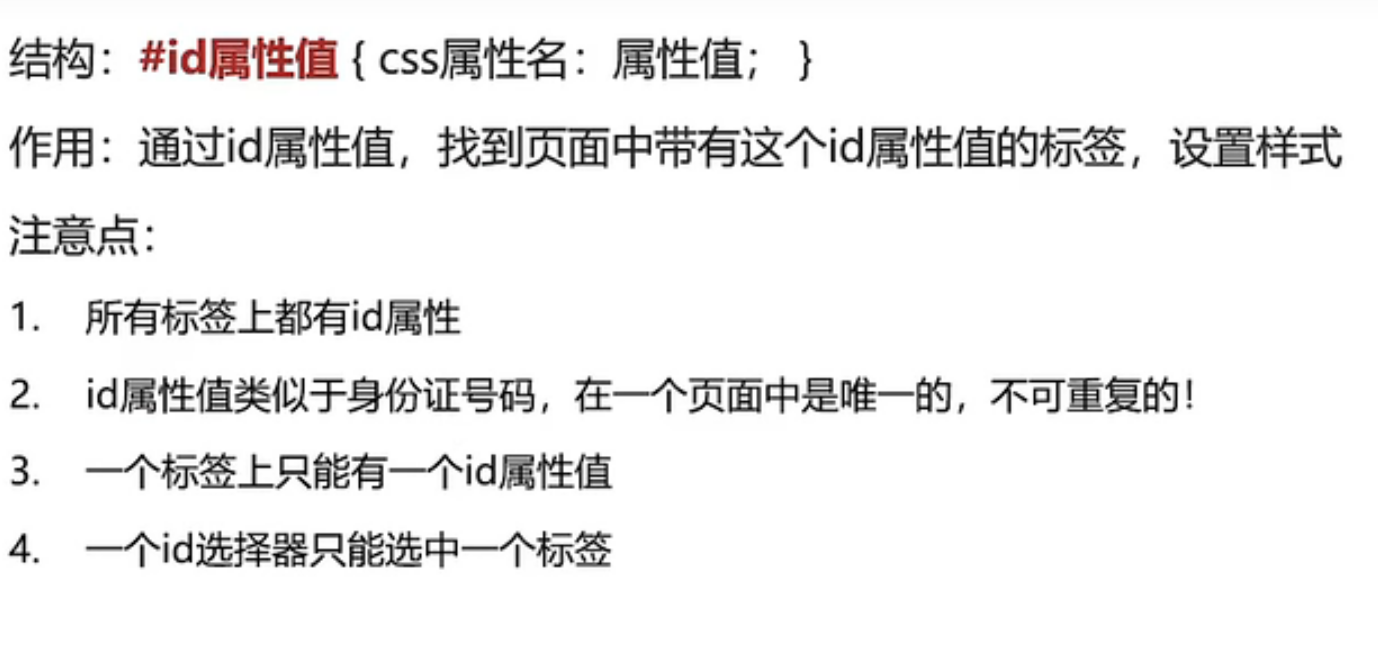 结构：#id属性值 { css属性名：属性值； }
作用：通过id属性值，找到页面中带有这个id属性值的标签，设置样式
注意点：
1. 所有标签上都有id属性
2. id属性值类似于身份证号码，在一个页面中是唯一的，不可重复的！
3. 一个标签上只能有一个id属性值
4. 一个id选择器只能选中一个标签